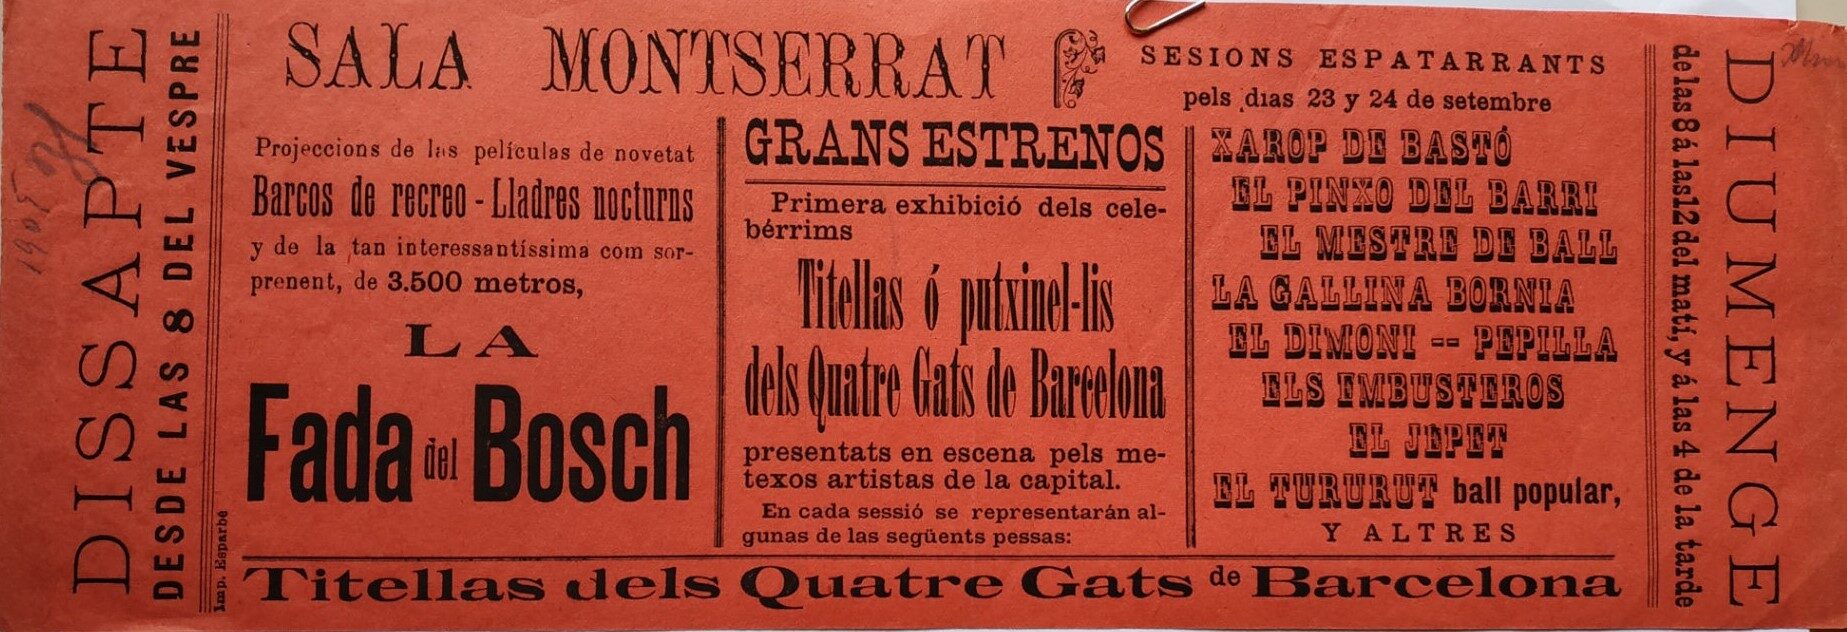 DISSAPTE
DESDE LAS 8 DEL VESPRE
Imp. Esparbé
SALA MONTSERRAT
SESIONS ESPATARRANTS
pels dias 23 y 24 de setembre
Projeccions de las películas de novetat
Barcos de recreo - Lladres nocturns
y de la tan interessantíssima com sor-
prenent, de 3.500 metros,
LA
Fada del Bosch
GRANS ESTRENOS
Primera exhibició dels cele-
bérrims
Titellas ó putxinel-lis
dels Quatre Gats de Barcelona
presentats en escena pels me-
texos artistas de la capital.
En cada sessió se representarán al-
gunas de las següents pessas:
XAROP DE BASTÓ
EL PINXO DEL BARRI
EL MESTRE DE BALL
LA GALLINA BORNIA
EL DIMONI -- PEPILLA
ELS EMBUSTEROS
EL JEPET
EL TURURUT ball popular,
Y ALTRES
Titellas dels Quatre Gats de Barcelona
de las 8 á las 12 del matí, y á las 4 de la tarde
DIUMENGE